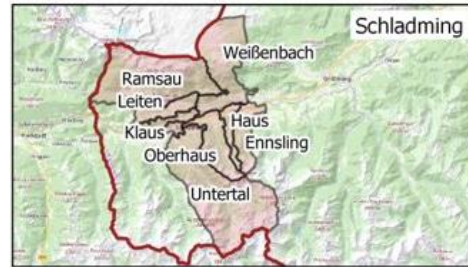 Schladming
Weißenbach
Ramsau
Leiten
Haus
Klaus
Ennsling
Oberhaus
Untertal